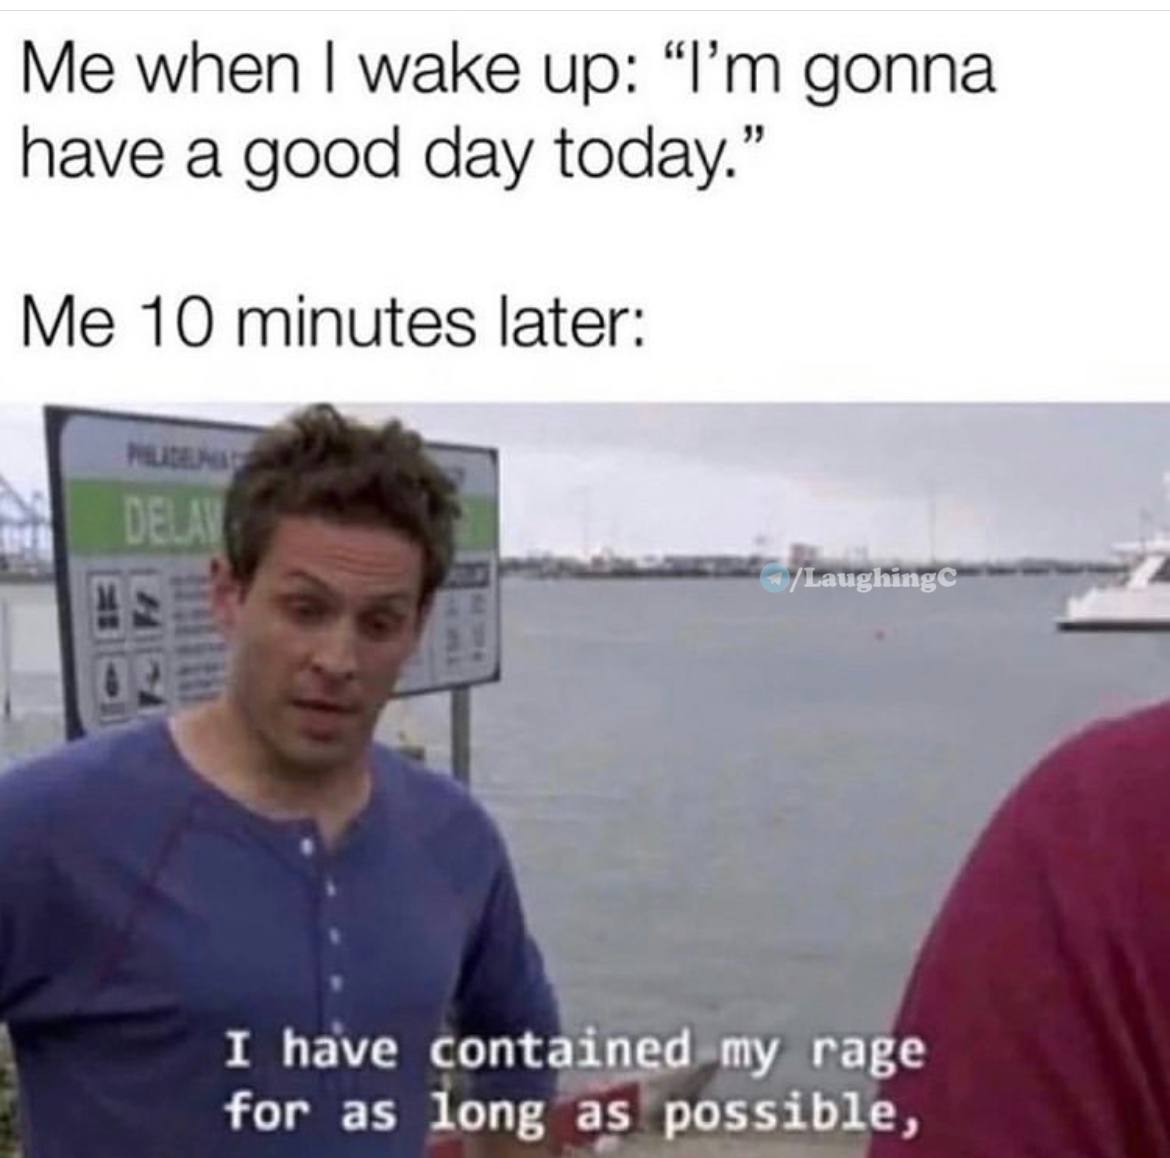 Me when I wake up: “I’m gonna
have a good day today.”
Me 10 minutes later:
PHILADELPHIA
DELAW
/LaughingC
I have contained my rage
for as long as possible,